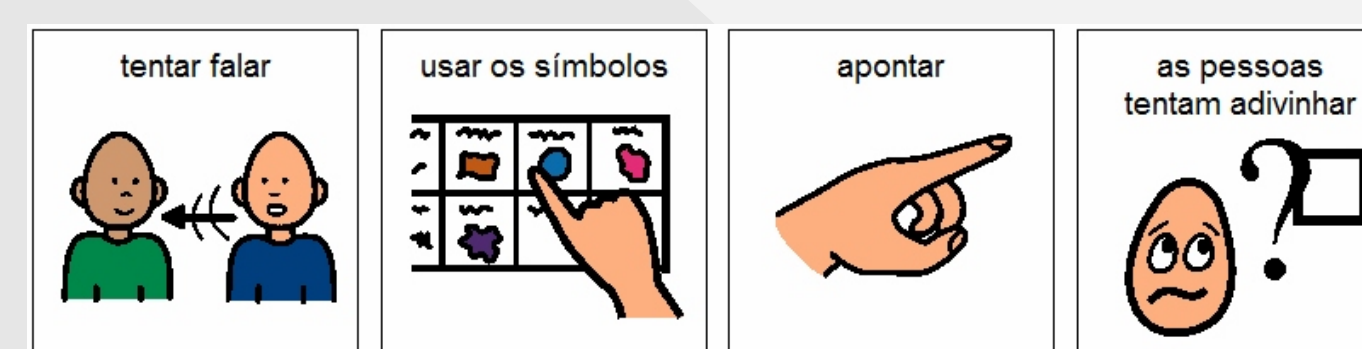 tentar falar
usar os símbolos
apontar
as pessoas
tentam adivinhar